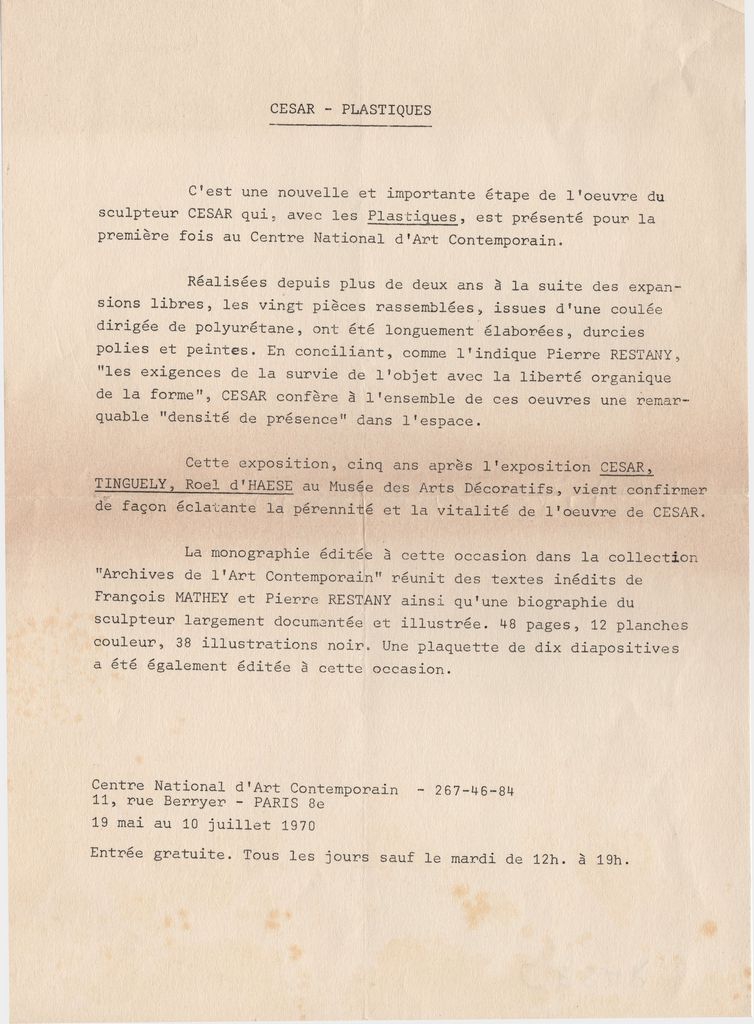 CESAR - PLASTIQUES
C'est une nouvelle et importante étape de l'oeuvre du
sculpteur CESAR qui, avec les Plastiques, est présenté pour la
première fois au Centre National d'Art Contemporain.
Réalisées depuis plus de deux ans à la suite des expan-
sions libres, les vingt pièces rassemblées, issues d'une coulée
dirigée de polyurétane, ont été longuement élaborées, durcies
polies et peintes. En conciliant, comme l'indique Pierre RESTANY,
"les exigences de la survie de l'objet avec la liberté organique
de la forme", CESAR confère à l'ensemble de ces oeuvres une remar-
quable "densité de présence" dans l'espace.
Cette exposition, cinq ans après l'exposition CESAR,
TINGUELY, Roel d'HAESE au Musée des Arts Décoratifs, vient confirmer
de façon éclatante la pérennité et la vitalité de l'oeuvre de CESAR.
La monographie éditée à cette occasion dans la collection
"Archives de l'Art Contemporain" réunit des textes inédits de
François MATHEY et Pierre RESTANY ainsi qu'une biographie du
sculpteur largement documentée et illustrée. 48 pages, 12 planches
couleur, 38 illustrations noir. Une plaquette de dix diapositives
a été également éditée à cette occasion.
Centre National d'Art Contemporain - 267-46-84
11, rue Berryer - PARIS 8e
19 mai au 10 juillet 1970
Entrée gratuite. Tous les jours sauf le mardi de 12h. à 19h.